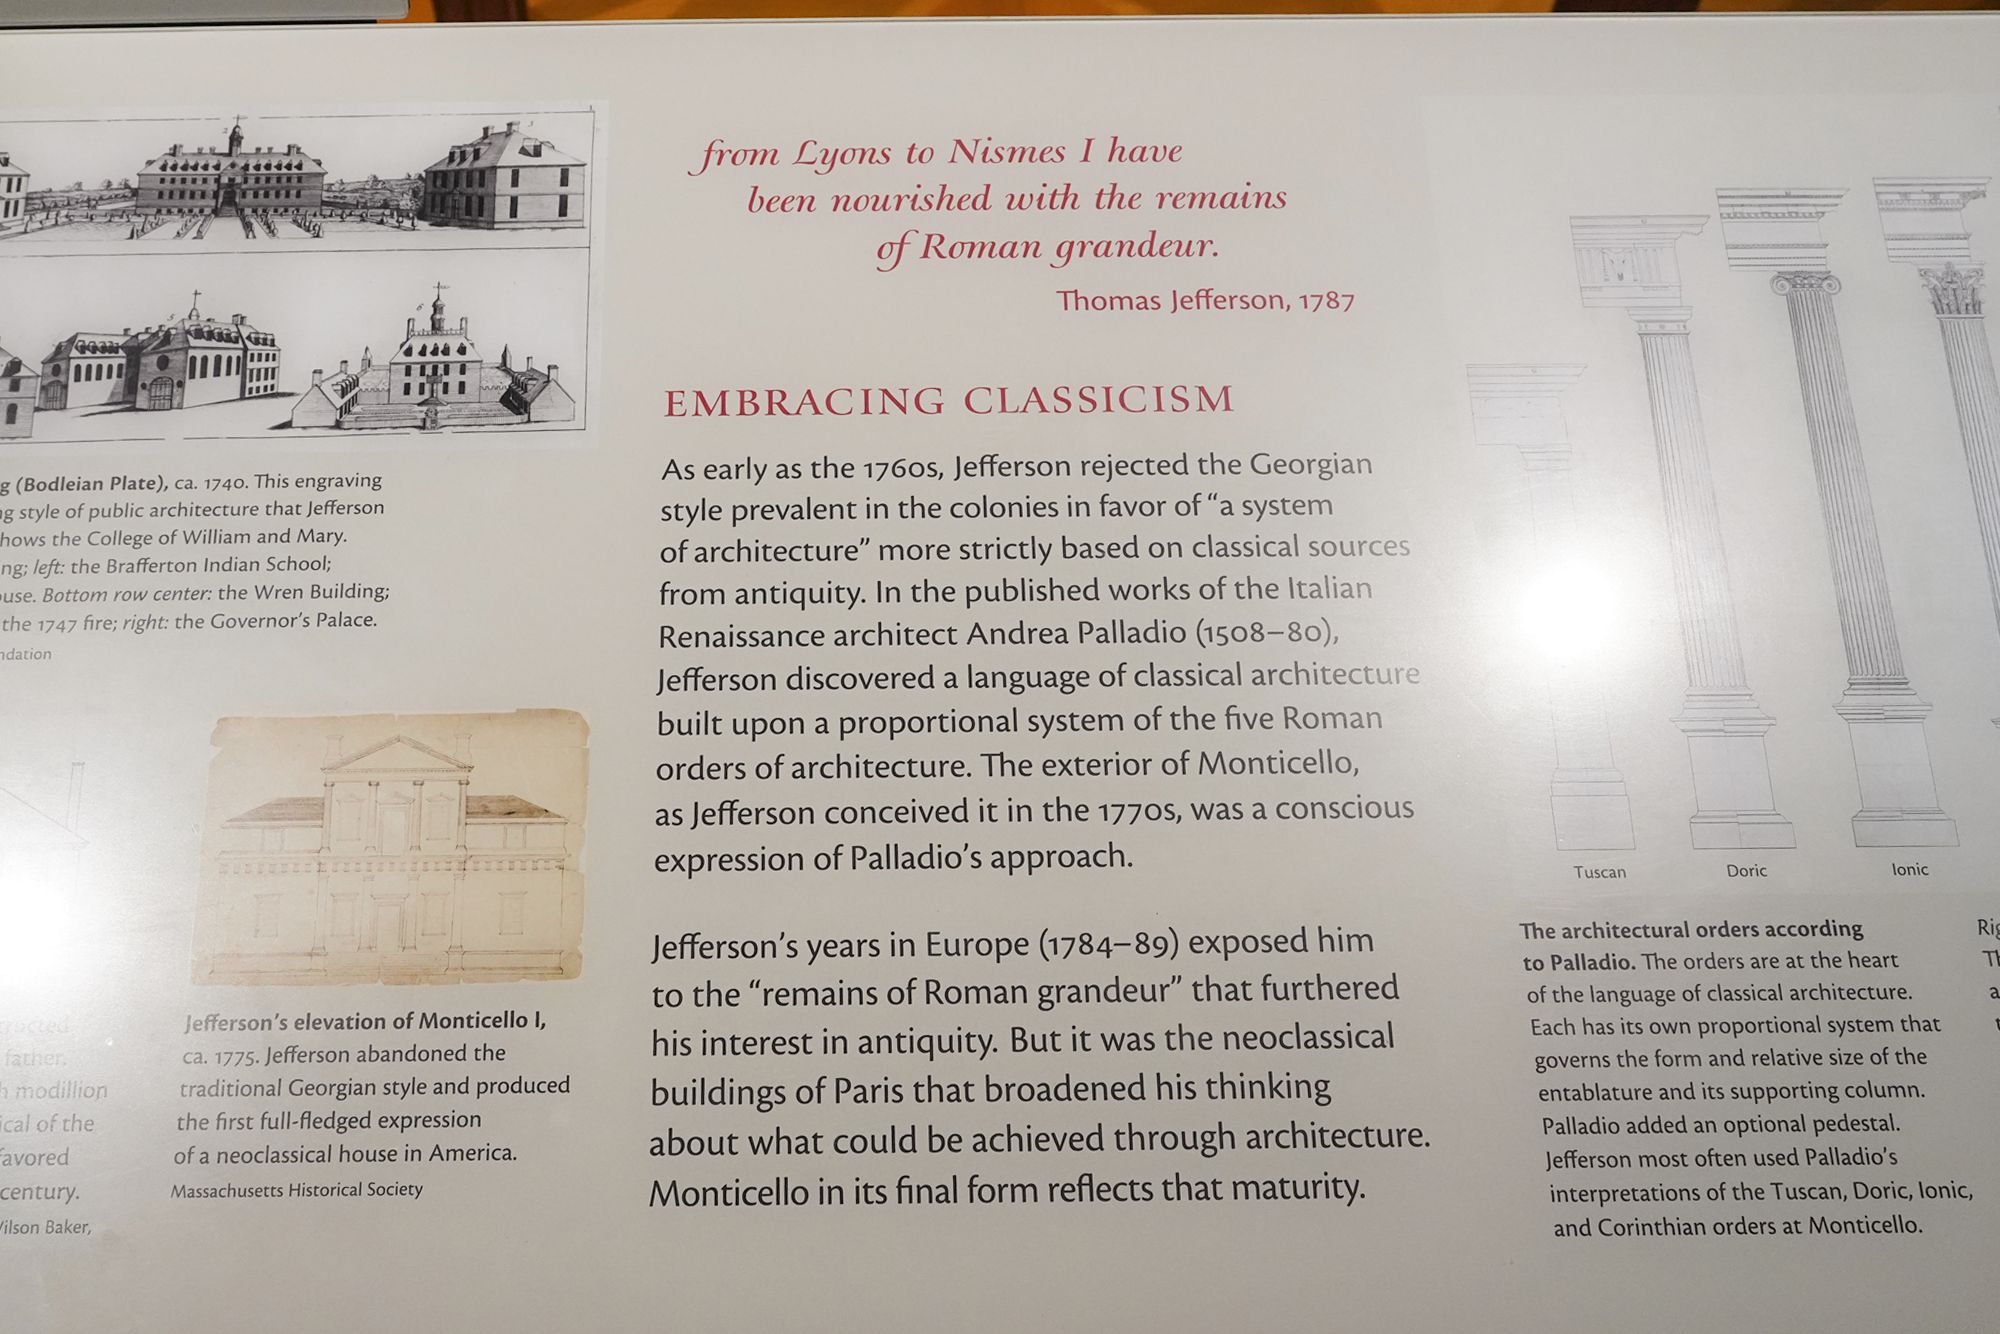 from Lyons to Nismes I have
been nourished with the remains
of Roman grandeur.
Thomas Jefferson, 1787
EMBRACING CLASSICISM
As early as the 1760s, Jefferson rejected the Georgian
style prevalent in the colonies in favor of “a system
of architecture” more strictly based on classical sources
from antiquity. In the published works of the Italian
Renaissance architect Andrea Palladio (1508–80),
Jefferson discovered a language of classical architecture
built upon a proportional system of the five Roman
orders of architecture. The exterior of Monticello,
as Jefferson conceived it in the 1770s, was a conscious
expression of Palladio’s approach.
Jefferson’s years in Europe (1784–89) exposed him
to the “remains of Roman grandeur” that furthered
his interest in antiquity. But it was the neoclassical
buildings of Paris that broadened his thinking
about what could be achieved through architecture.
Monticello in its final form reflects that maturity.
(Bodleian Plate), ca. 1740. This engraving
style of public architecture that Jefferson
the College of William and Mary.
left: the Brafferton Indian School;
Bottom row center: the Wren Building;
the 1747 fire; right: the Governor’s Palace.
father.
modillion
of the
century.
Baker,
Jefferson’s elevation of Monticello I,
ca. 1775. Jefferson abandoned the
traditional Georgian style and produced
the first full-fledged expression
of a neoclassical house in America.
Massachusetts Historical Society
Tuscan
Doric
Ionic
The architectural orders according
to Palladio. The orders are at the heart
of the language of classical architecture.
Each has its own proportional system that
governs the form and relative size of the
entablature and its supporting column.
Palladio added an optional pedestal.
Jefferson most often used Palladio’s
interpretations of the Tuscan, Doric, Ionic,
and Corinthian orders at Monticello.